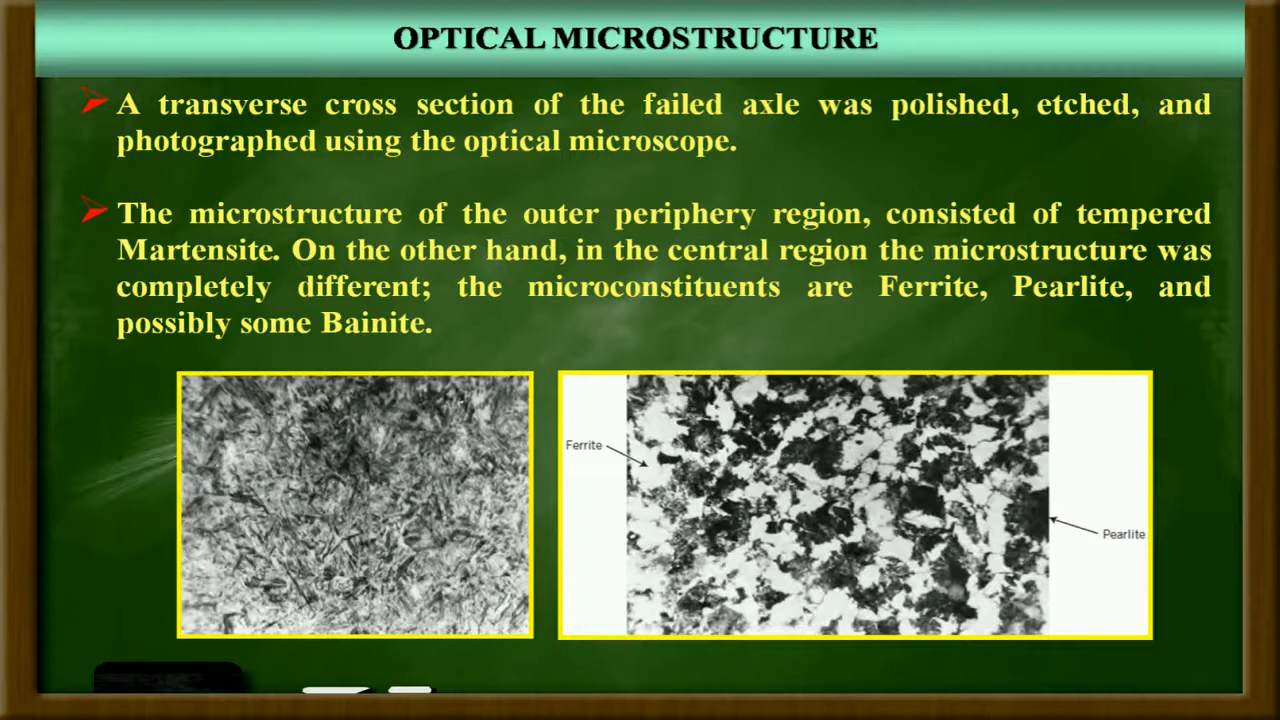 OPTICAL MICROSTRUCTURE
A transverse cross section of the failed axle was polished, etched, and
photographed using the optical microscope.
The microstructure of the outer periphery region, consisted of tempered
Martensite. On the other hand, in the central region the microstructure was
completely different; the microconstituents are Ferrite, Pearlite, and
possibly some Bainite.
Ferrite
Pearlite